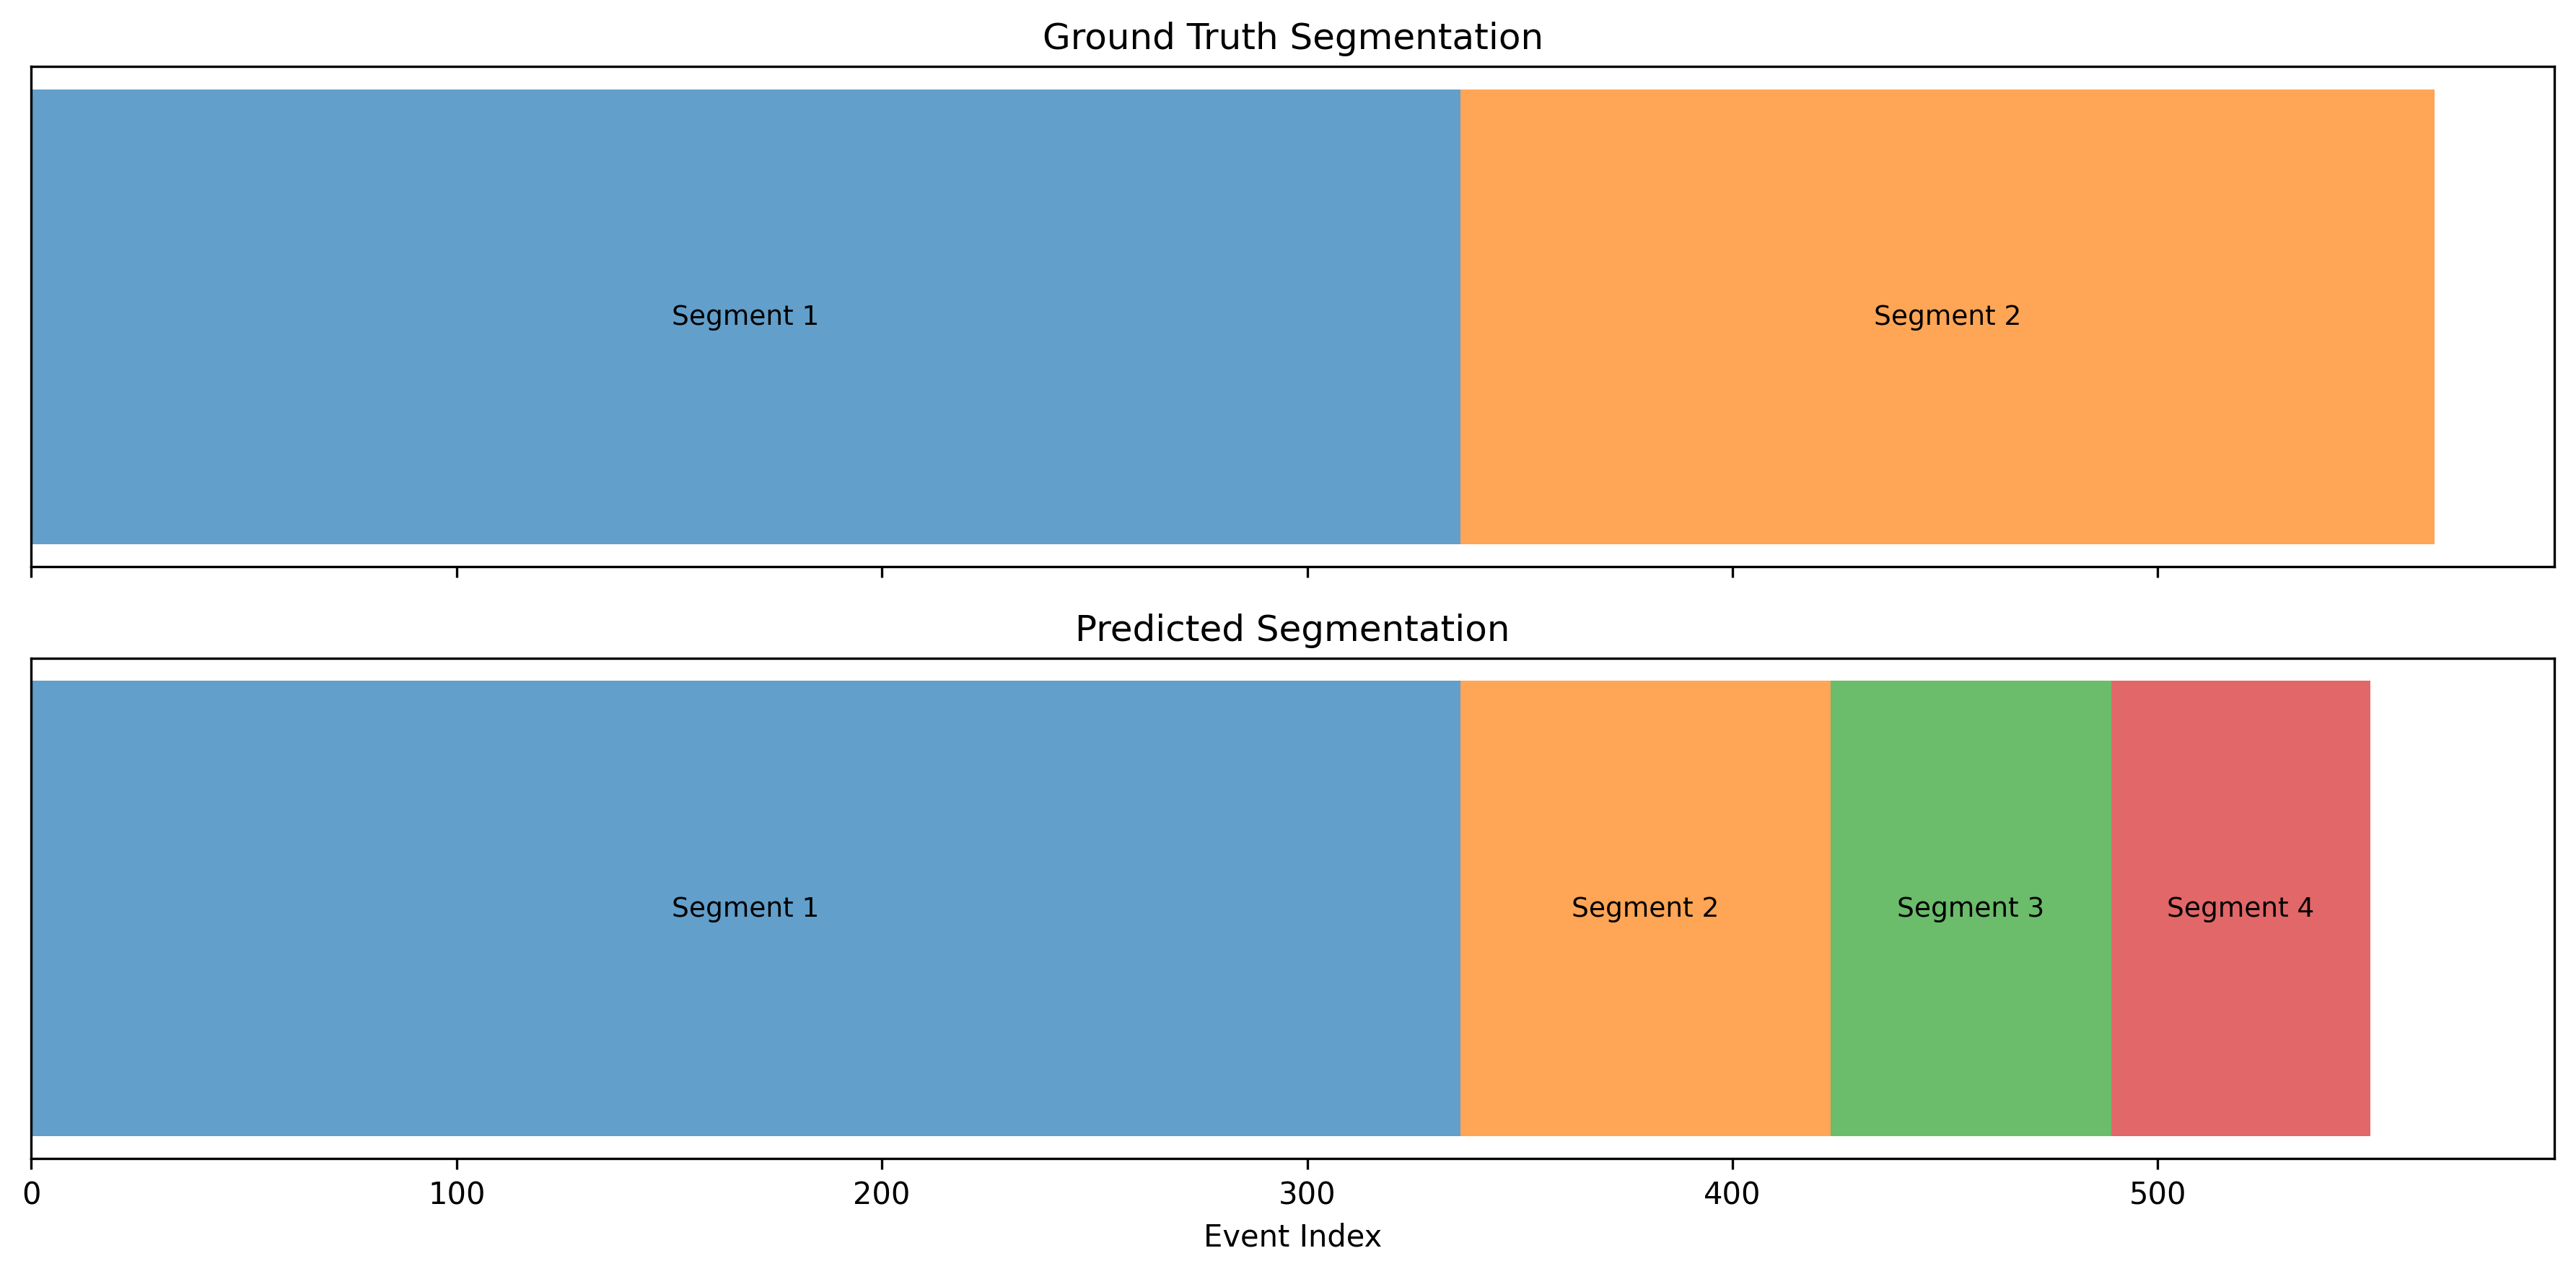 Ground Truth Segmentation
Segment 1 Segment 2
Predicted Segmentation
Segment 1 Segment 2 Segment 3 Segment 4
0 100 200 300 400 500
Event Index